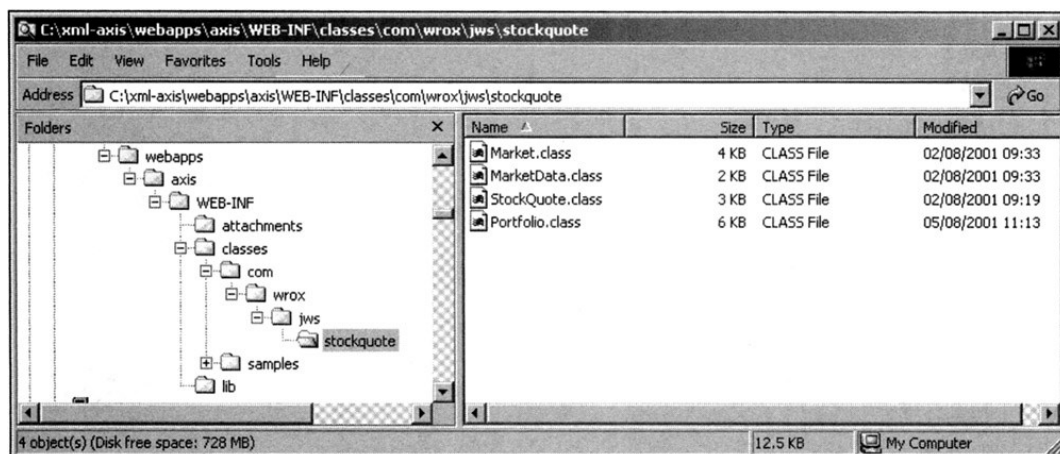 C:\xml-axis\webapps\axis\WEB-INF\classes\com\wrox\jws\stockquote
File Edit View Favorites Tools Help
Address C:\xml-axis\webapps\axis\WEB-INF\classes\com\wrox\jws\stockquote Go
Folders
webapps
axis
WEB-INF
attachments
classes
com
wrox
jws
stockquote
samples
lib
Name Size Type Modified
Market.class 4 KB CLASS File 02/08/2001 09:33
MarketData.class 2 KB CLASS File 02/08/2001 09:33
StockQuote.class 3 KB CLASS File 02/08/2001 09:19
Portfolio.class 6 KB CLASS File 05/08/2001 11:13
4 object(s) (Disk free space: 728 MB) 12,5 KB My Computer